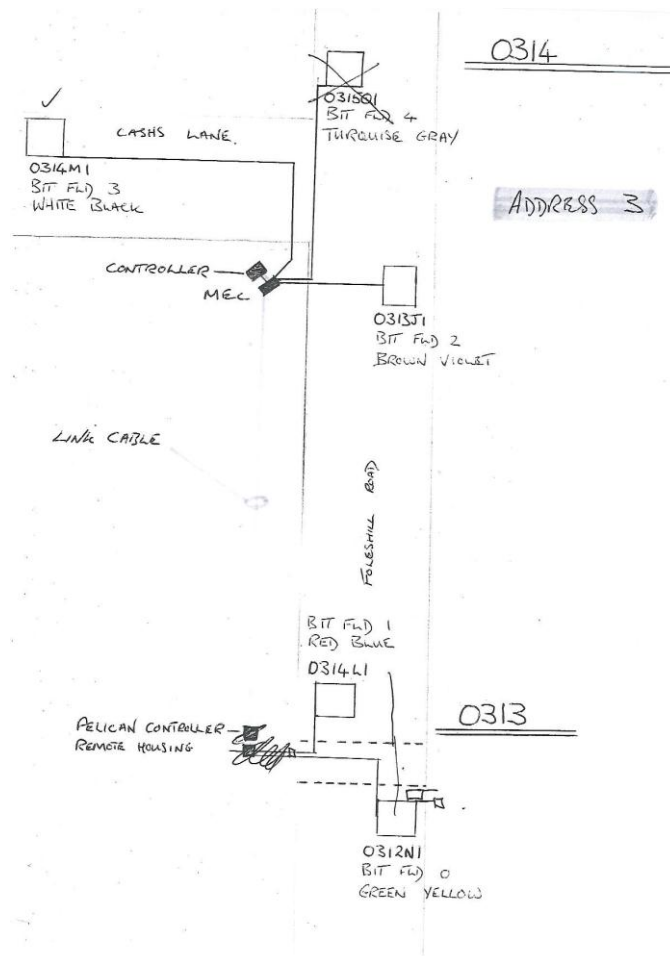 0314
0315Q1
BIT FLD 4
TURQUISE GRAY
CASHS LANE.
0314M1
BIT FLD 3
WHITE BLACK
ADDRESS 3
CONTROLLER
MEC
0313J1
BIT FLD 2
BROWN VIOLET
LINK CABLE
FOLESHILL ROAD
BIT FLD 1
RED BLUE
0314L1
0313
PELICAN CONTROLLER
REMOTE HOUSING
0312N1
BIT FLD 0
GREEN YELLOW